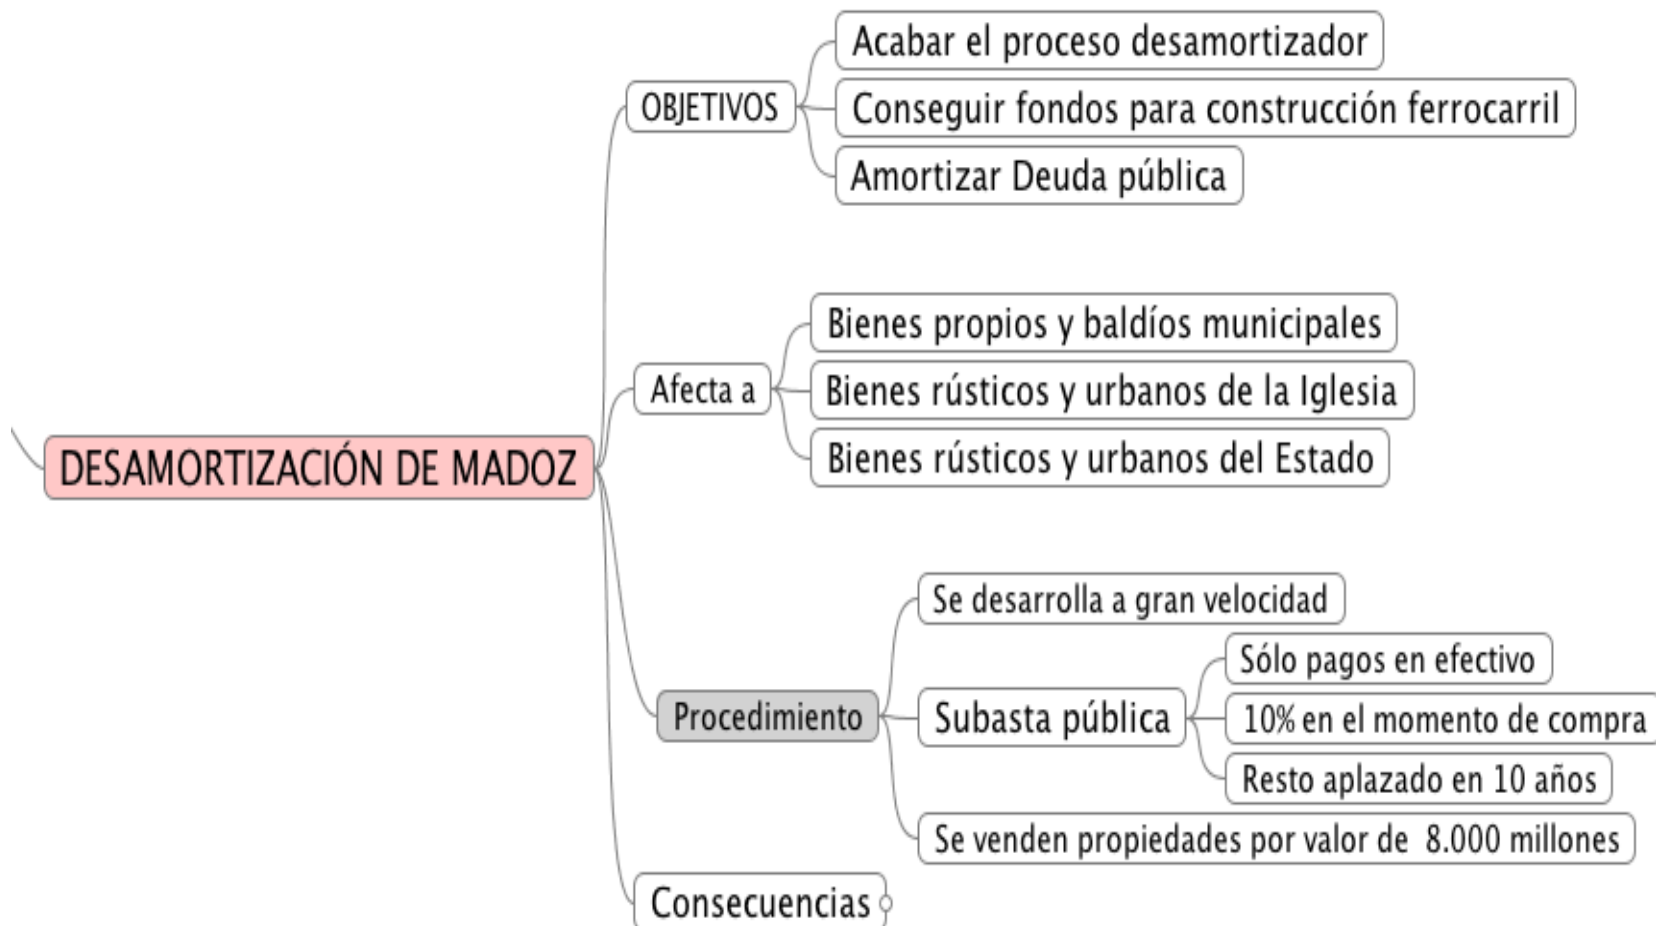 DESAMORTIZACIÓN DE MADOZ
OBJETIVOS
Acabar el proceso desamortizador
Conseguir fondos para construcción ferrocarril
Amortizar Deuda pública
Afecta a
Bienes propios y baldíos municipales
Bienes rústicos y urbanos de la Iglesia
Bienes rústicos y urbanos del Estado
Procedimiento
Se desarrolla a gran velocidad
Subasta pública
Sólo pagos en efectivo
10% en el momento de compra
Resto aplazado en 10 años
Se venden propiedades por valor de 8.000 millones
Consecuencias